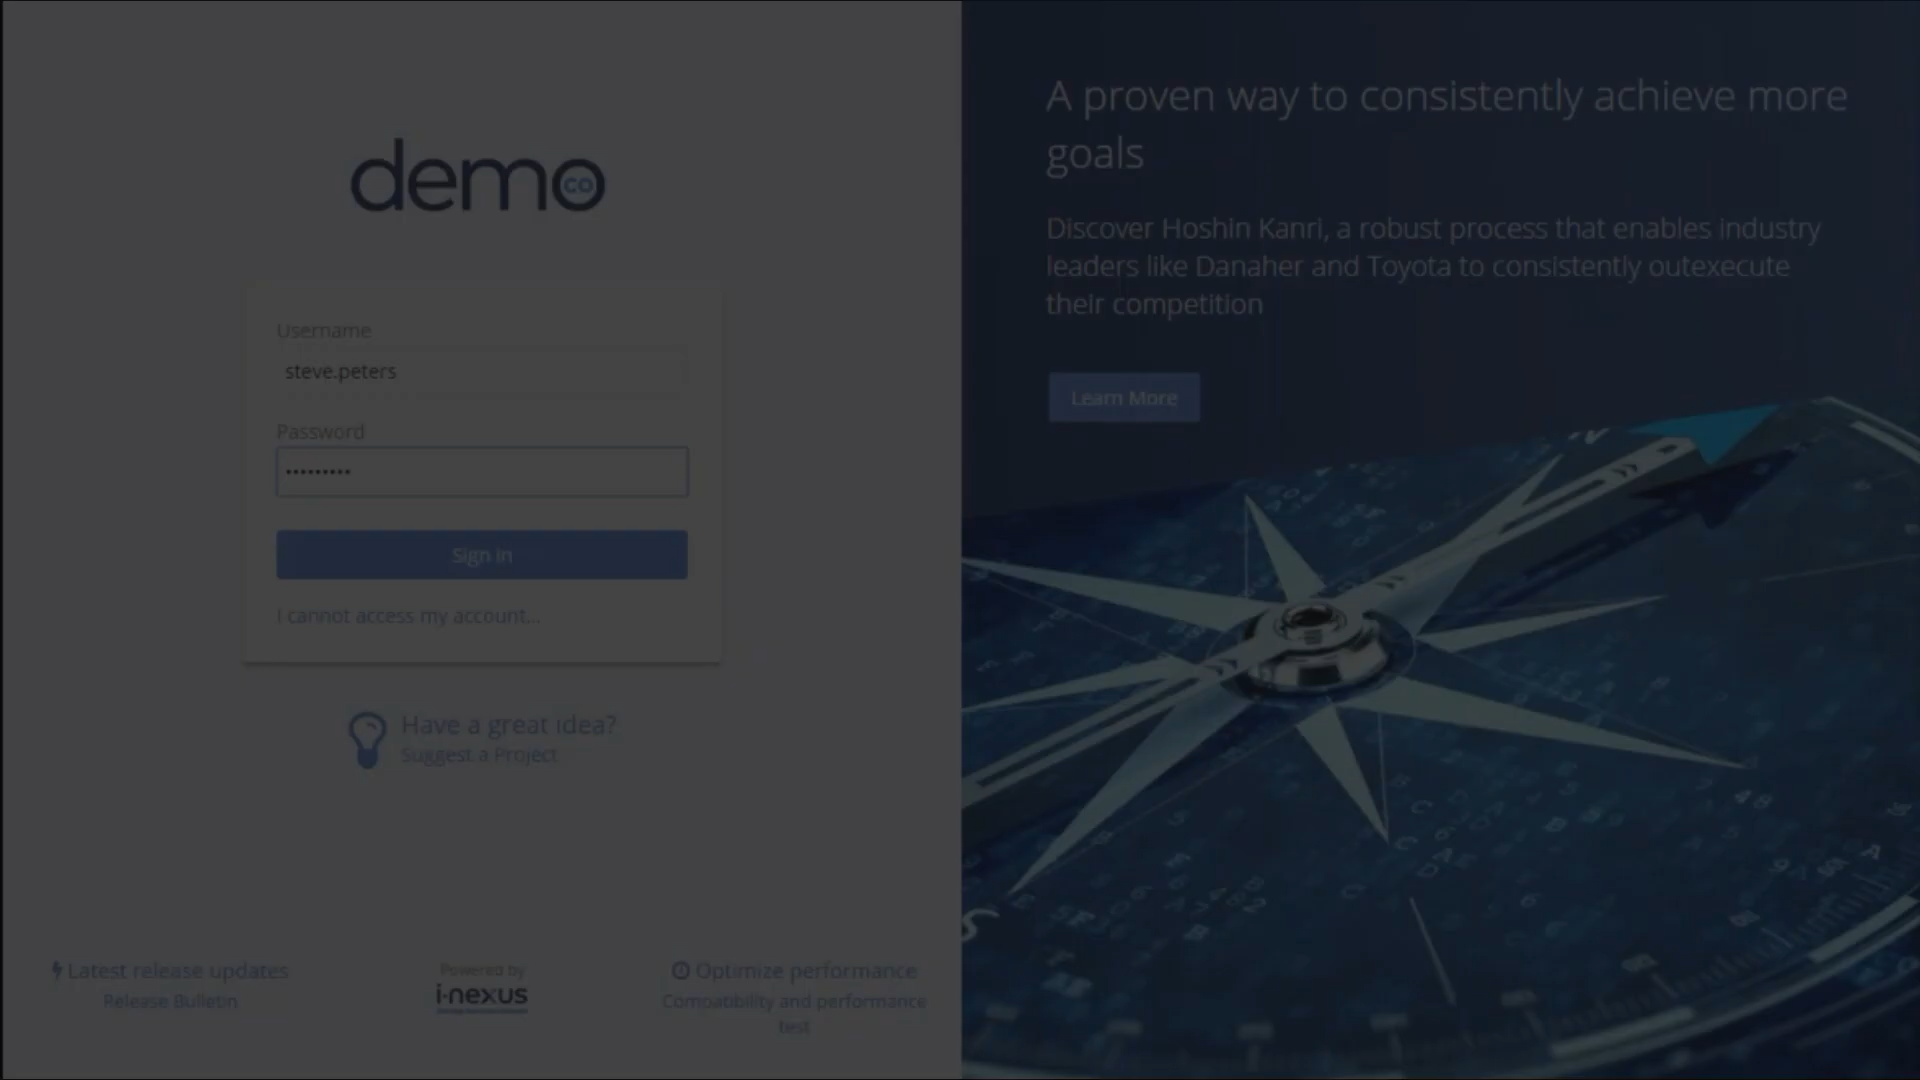 demo
co
Username
steve.peters
Password
•••••••••
Sign in
I cannot access my account...
Have a great idea?
Suggest a Project
Latest release updates
Release Bulletin
Powered by
i-nexus
Optimize performance
Compatibility and performance
test
A proven way to consistently achieve more
goals
Discover Hoshin Kanri, a robust process that enables industry
leaders like Danaher and Toyota to consistently outexecute
their competition
Learn More
N
S